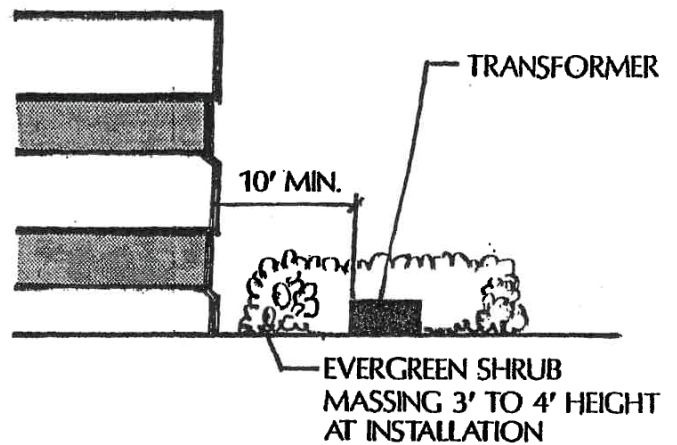 TRANSFORMER
10' MIN.
EVERGREEN SHRUB
MASSING 3' TO 4' HEIGHT
AT INSTALLATION